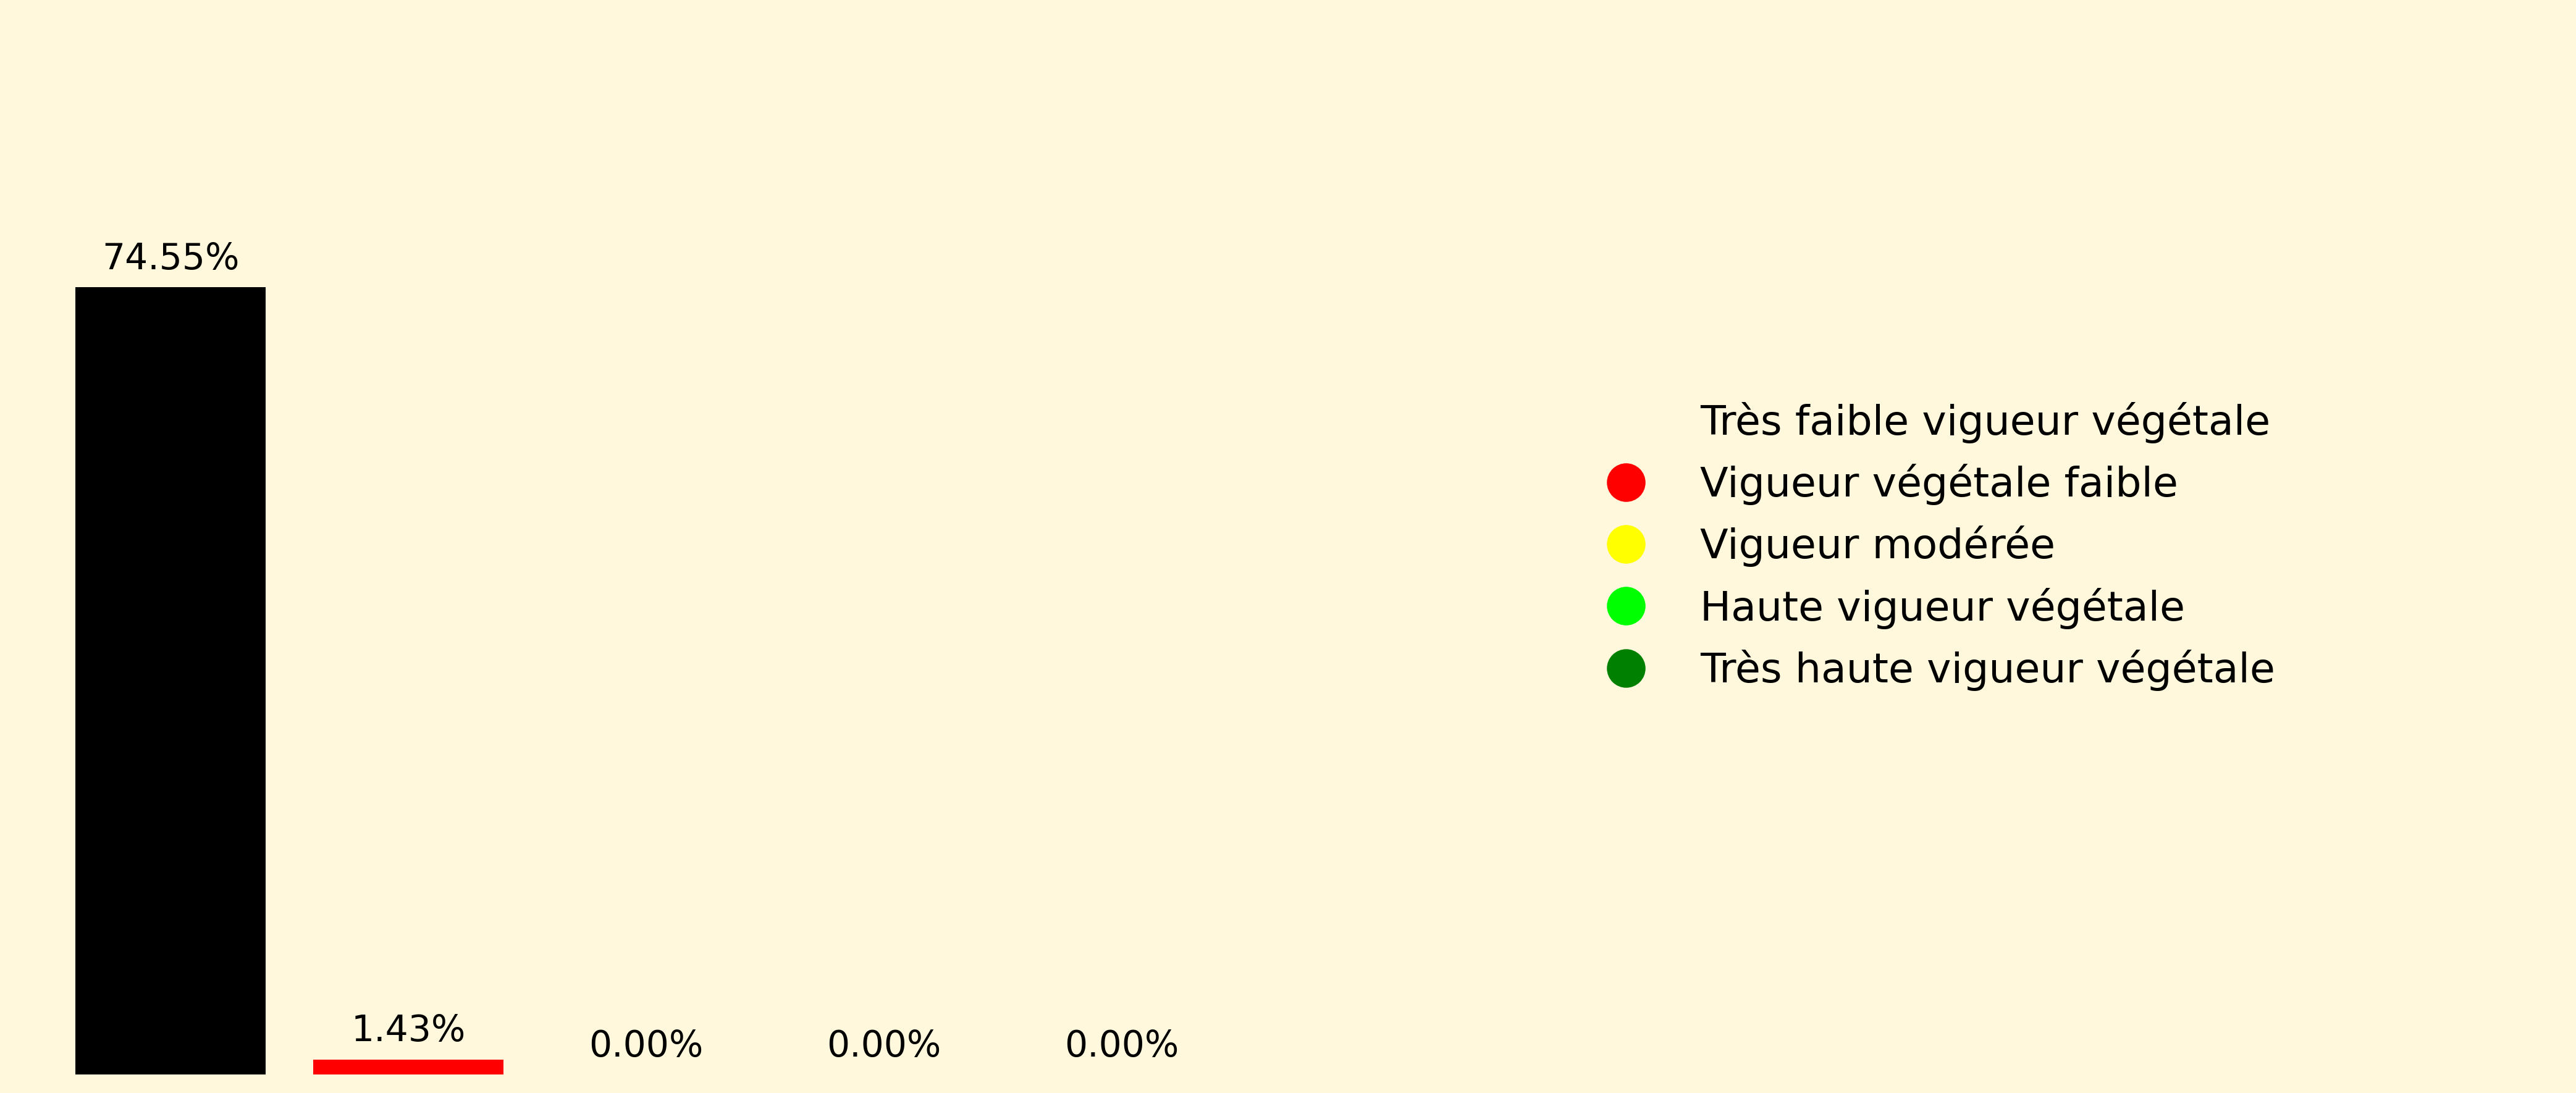 74.55%
1.43%
0.00%
0.00%
0.00%
Très faible vigueur végétale
Vigueur végétale faible
Vigueur modérée
Haute vigueur végétale
Très haute vigueur végétale